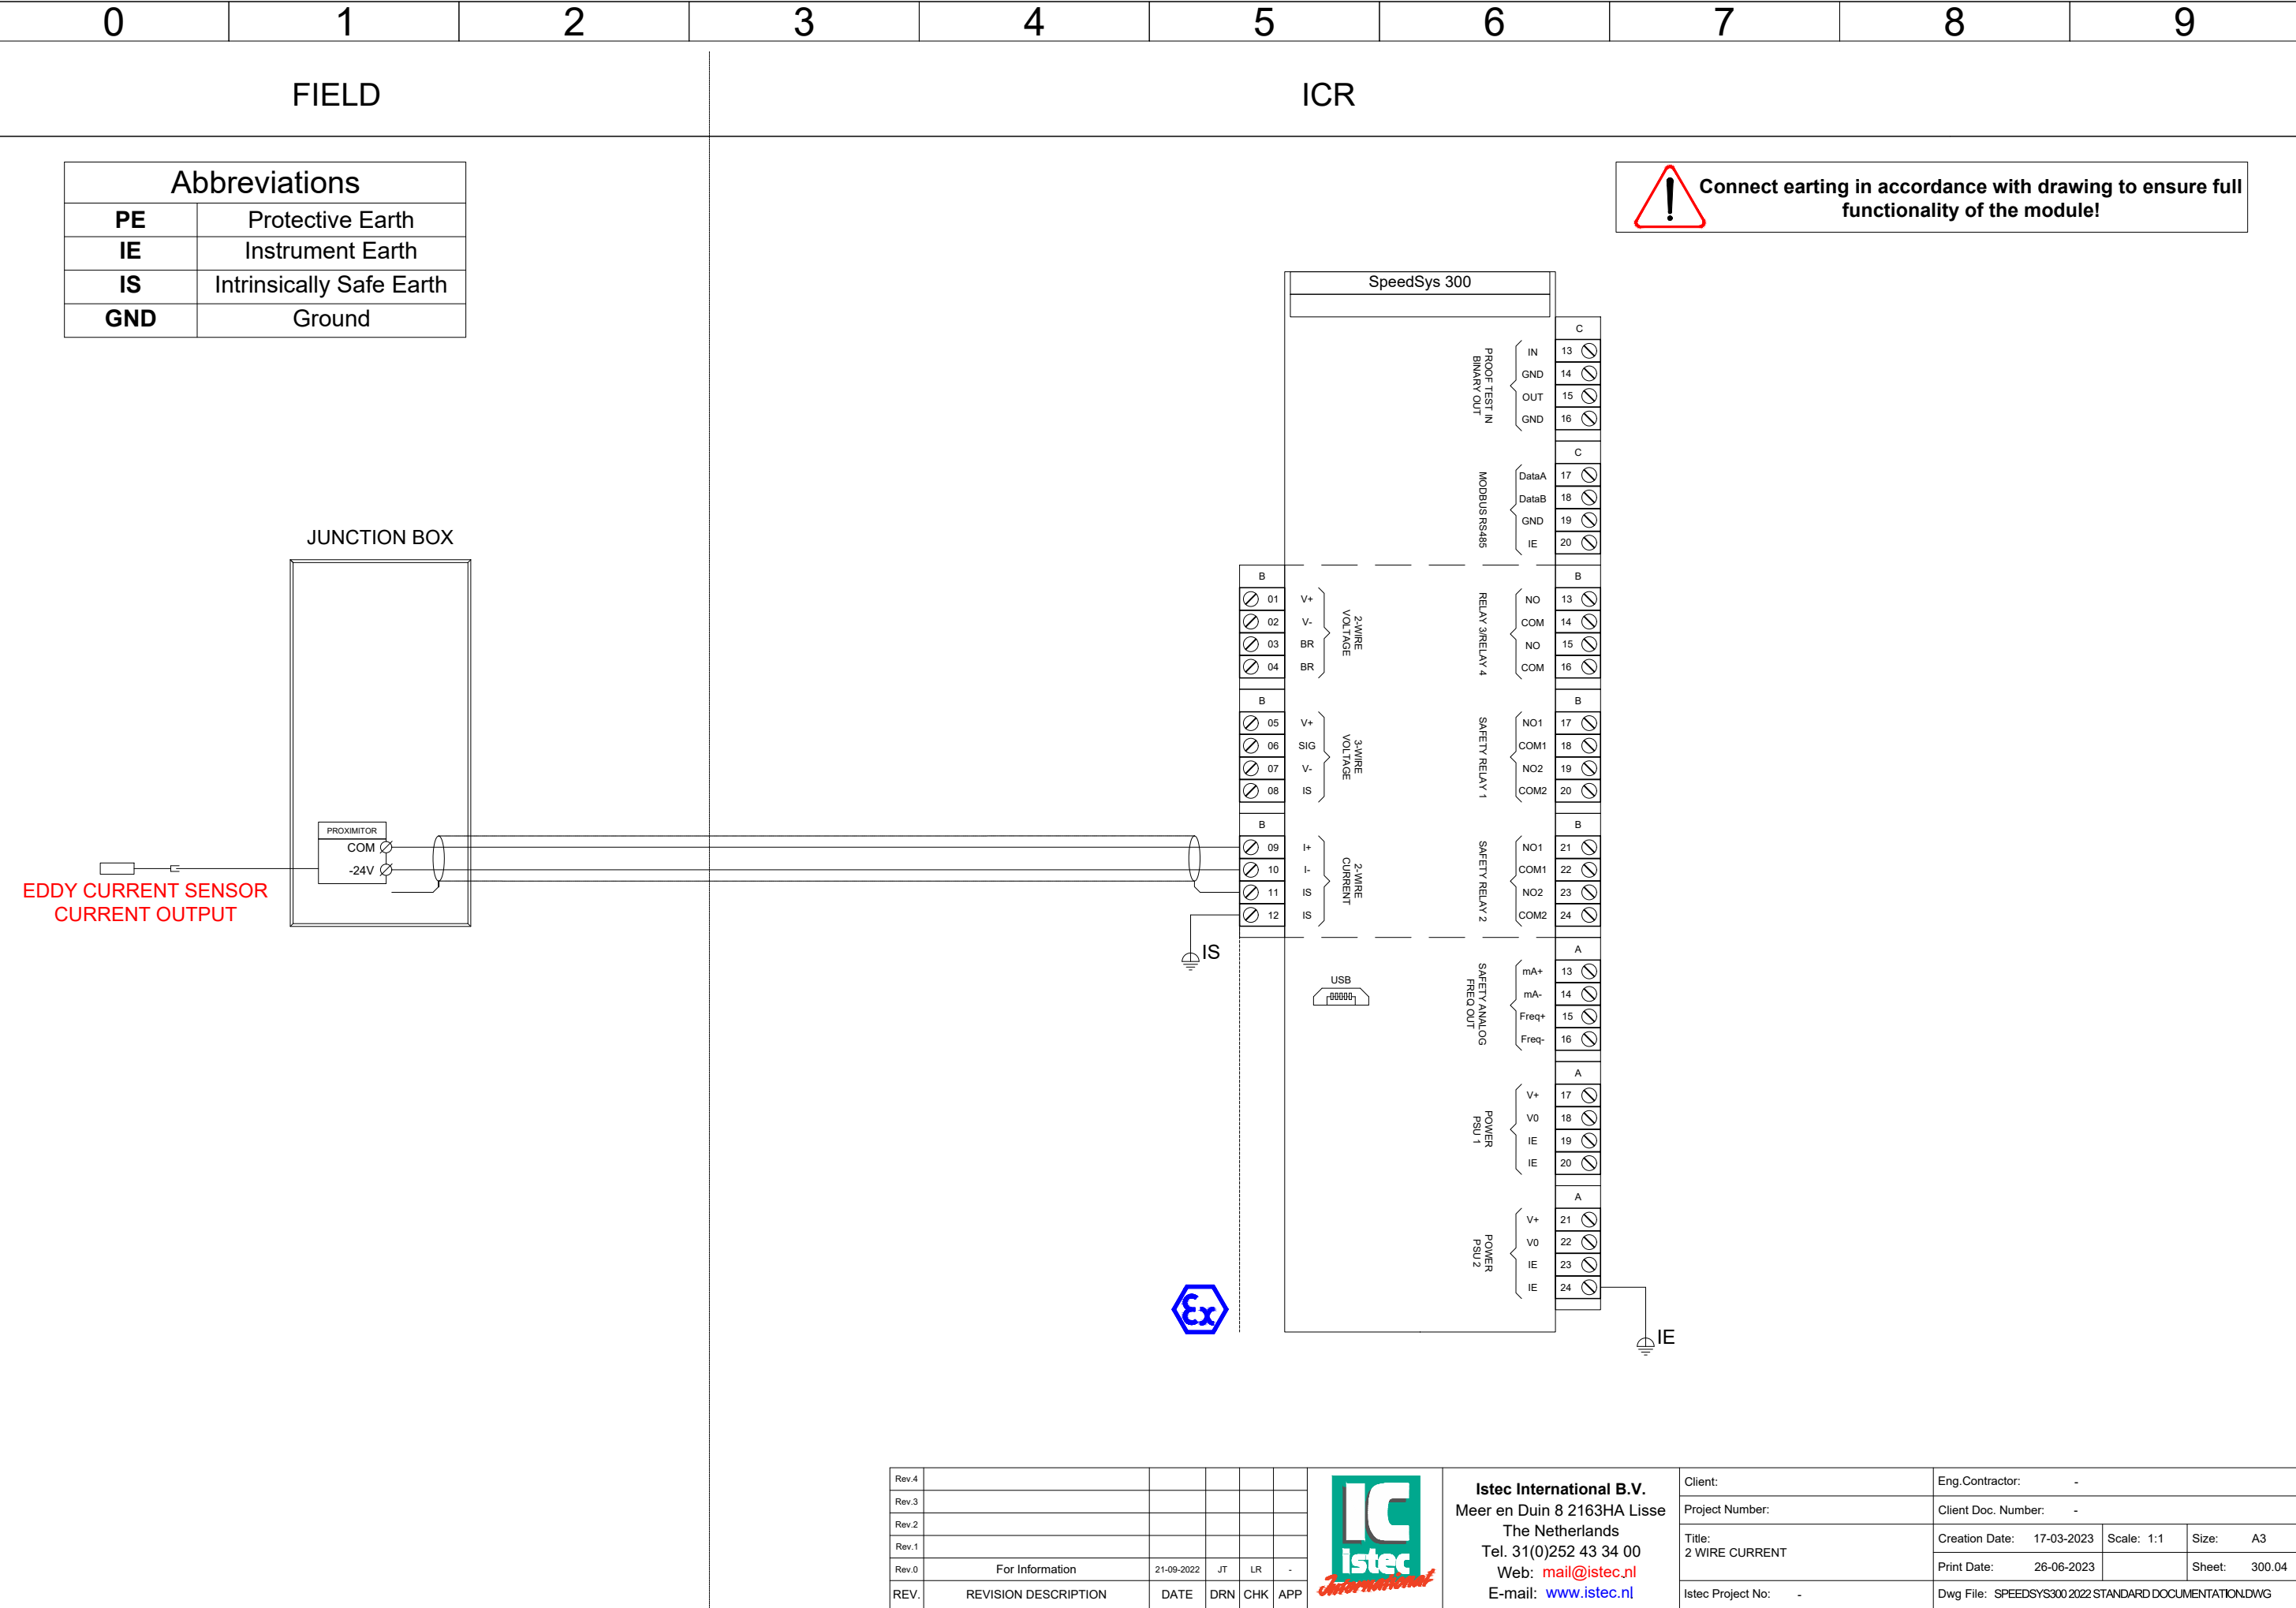 0 1 2 3 4 5 6 7 8 9
FIELD
ICR
Abbreviations
PE Protective Earth
IE Instrument Earth
IS Intrinsically Safe Earth
GND Ground
! Connect earting in accordance with drawing to ensure full
functionality of the module!
SpeedSys 300
PROOF TEST IN
BINARY OUT
C
IN 13
GND 14
OUT 15
GND 16
MODBUS RS485
C
DataA 17
DataB 18
GND 19
IE 20
JUNCTION BOX
PROXIMITOR
COM
-24V
EDDY CURRENT SENSOR
CURRENT OUTPUT
B
01 V+
02 V-
03 BR
04 BR
2-WIRE
VOLTAGE
B
05 V+
06 SIG
07 V-
08 IS
3-WIRE
VOLTAGE
B
09 I+
10 I-
11 IS
12 IS
2-WIRE
CURRENT
IS
RELAY 3/RELAY 4
B
NO 13
COM 14
NO 15
COM 16
SAFETY RELAY 1
B
NO1 17
COM1 18
NO2 19
COM2 20
SAFETY RELAY 2
B
NO1 21
COM1 22
NO2 23
COM2 24
USB
SAFETY ANALOG
FREQ OUT
A
mA+ 13
mA- 14
Freq+ 15
Freq- 16
POWER
PSU 1
A
V+ 17
V0 18
IE 19
IE 20
POWER
PSU 2
A
V+ 21
V0 22
IE 23
IE 24
IE
Ex
Rev.4
Rev.3
Rev.2
Rev.1
Rev.0 For Information 21-09-2022 JT LR -
REV. REVISION DESCRIPTION DATE DRN CHK APP
IC
istec
International
Istec International B.V.
Meer en Duin 8 2163HA Lisse
The Netherlands
Tel. 31(0)252 43 34 00
Web: mail@istec.nl
E-mail: www.istec.nl
Client:
Project Number:
Title:
2 WIRE CURRENT
Istec Project No: -
Eng.Contractor: -
Client Doc. Number: -
Creation Date: 17-03-2023 Scale: 1:1 Size: A3
Print Date: 26-06-2023 Sheet: 300.04
Dwg File: SPEEDSYS300 2022 STANDARD DOCUMENTATION.DWG